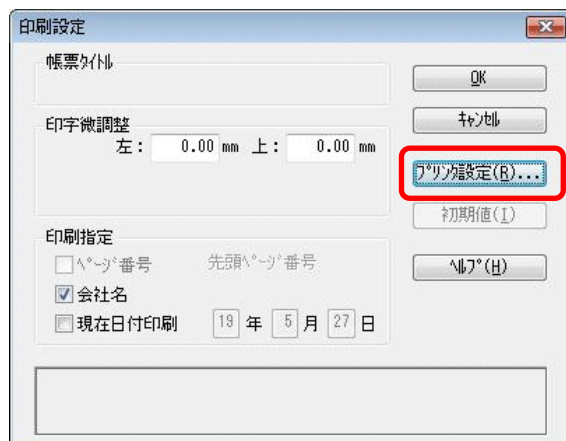 印刷設定
帳票タイトル
OK
キャンセル
印字微調整
左: 0.00 mm 上: 0.00 mm
プリンタ設定(R)...
初期値(I)
印刷指定
ページ番号 先頭ページ番号
ヘルプ(H)
会社名
現在日付印刷 19 年 5 月 27 日